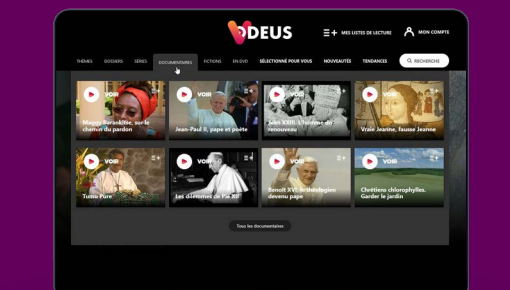 VODEUS
MES LISTES DE LECTURE
MON COMPTE
THÈMES DOSSIERS SÉRIES DOCUMENTAIRES FICTIONS EN DVD SÉLECTIONNÉ POUR VOUS NOUVEAUTÉS TENDANCES RECHERCHE
VOIR VOIR VOIR VOIR
Maggy Barankitse, sur le
chemin du pardon
Jean-Paul II, pape et poète
Jean XXIII. L'homme du
renouveau
Vraie Jeanne, fausse Jeanne
VOIR VOIR VOIR VOIR
Tumo Pure
Les dilemmes de Pie XII
Benoît XVI, le théologien
devenu pape
Chrétiens chlorophylles.
Garder le jardin
Tous les documentaires